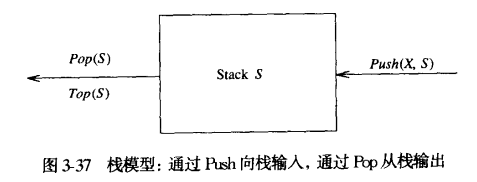 Pop(S)
Top(S)
Stack S
Push(X, S)
图 3-37 栈模型：通过 Push 向栈输入，通过 Pop 从栈输出